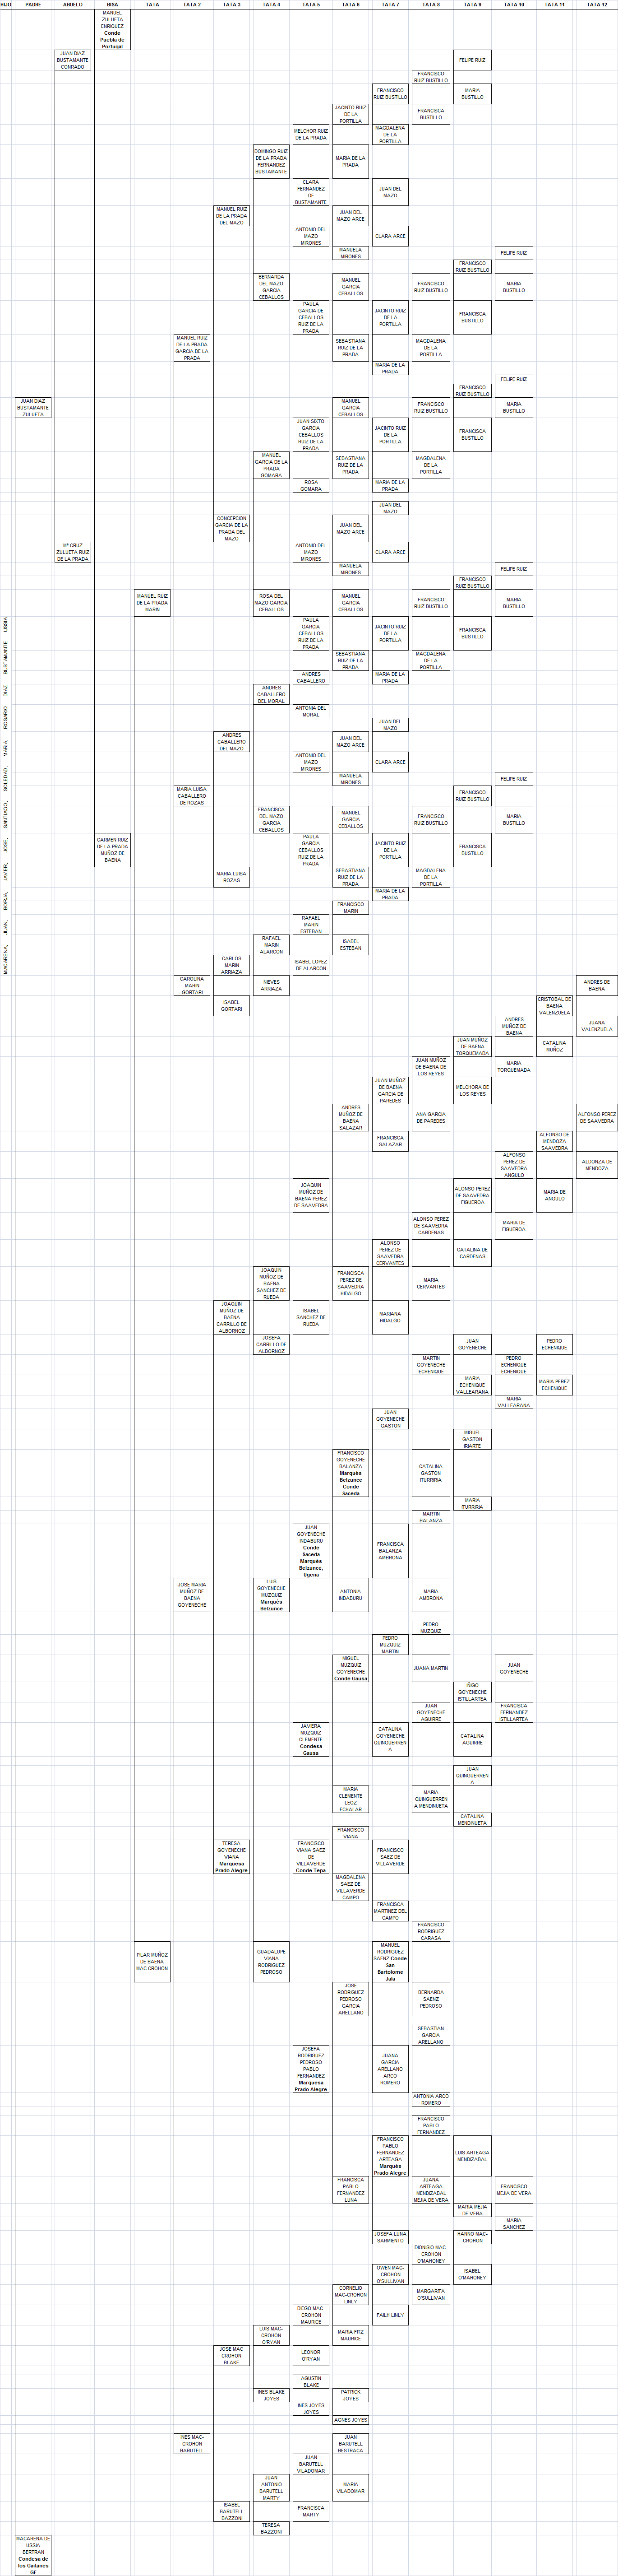 HIJO PADRE ABUELO BISA TATA TATA 2 TATA 3 TATA 4 TATA 5 TATA 6 TATA 7 TATA 8 TATA 9 TATA 10 TATA 11 TATA 12
MANUEL
ZULUETA
ENRIQUEZ
Conde
Puebla de
Portugal
JUAN DIAZ
BUSTAMANTE
CONRADO
FELIPE RUIZ
FRANCISCO
RUIZ BUSTILLO
FRANCISCO
RUIZ BUSTILLO
MARIA
BUSTILLO
JACINTO RUIZ
DE LA
PORTILLA
FRANCISCA
BUSTILLO
MELCHOR RUIZ
DE LA PRADA
MAGDALENA
DE LA
PORTILLA
DOMINGO RUIZ
DE LA PRADA
FERNANDEZ
BUSTAMANTE
MARIA DE LA
PRADA
CLARA
FERNANDEZ
DE
BUSTAMANTE
JUAN DEL
MAZO
MANUEL RUIZ
DE LA PRADA
DEL MAZO
JUAN DEL
MAZO ARCE
ANTONIO DEL
MAZO
MIRONES
CLARA ARCE
MANUELA
MIRONES
FELIPE RUIZ
FRANCISCO
RUIZ BUSTILLO
BERNARDA
DEL MAZO
GARCIA
CEBALLOS
MANUEL
GARCIA
CEBALLOS
FRANCISCO
RUIZ BUSTILLO
MARIA
BUSTILLO
PAULA
GARCIA DE
CEBALLOS
RUIZ DE LA
PRADA
JACINTO RUIZ
DE LA
PORTILLA
FRANCISCA
BUSTILLO
MANUEL RUIZ
DE LA PRADA
GARCIA DE LA
PRADA
SEBASTIANA
RUIZ DE LA
PRADA
MAGDALENA
DE LA
PORTILLA
MARIA DE LA
PRADA
FELIPE RUIZ
FRANCISCO
RUIZ BUSTILLO
JUAN DIAZ
BUSTAMANTE
ZULUETA
MANUEL
GARCIA
CEBALLOS
FRANCISCO
RUIZ BUSTILLO
MARIA
BUSTILLO
JUAN SIXTO
GARCIA
CEBALLOS
RUIZ DE LA
PRADA
JACINTO RUIZ
DE LA
PORTILLA
FRANCISCA
BUSTILLO
MANUEL
GARCIA DE LA
PRADA
GOMARA
SEBASTIANA
RUIZ DE LA
PRADA
MAGDALENA
DE LA
PORTILLA
ROSA
GOMARA
MARIA DE LA
PRADA
JUAN DEL
MAZO
CONCEPCION
GARCIA DE LA
PRADA DEL
MAZO
JUAN DEL
MAZO ARCE
Mª CRUZ
ZULUETA RUIZ
DE LA PRADA
ANTONIO DEL
MAZO
MIRONES
CLARA ARCE
MANUELA
MIRONES
FELIPE RUIZ
FRANCISCO
RUIZ BUSTILLO
MANUEL RUIZ
DE LA PRADA
MARIN
ROSA DEL
MAZO GARCIA
CEBALLOS
MANUEL
GARCIA
CEBALLOS
FRANCISCO
RUIZ BUSTILLO
MARIA
BUSTILLO
PAULA
GARCIA
CEBALLOS
RUIZ DE LA
PRADA
JACINTO RUIZ
DE LA
PORTILLA
FRANCISCA
BUSTILLO
SEBASTIANA
RUIZ DE LA
PRADA
MAGDALENA
DE LA
PORTILLA
ANDRES
CABALLERO
MARIA DE LA
PRADA
ANDRES
CABALLERO
DEL MORAL
ANTONIA DEL
MORAL
JUAN DEL
MAZO
ANDRES
CABALLERO
DEL MAZO
JUAN DEL
MAZO ARCE
ANTONIO DEL
MAZO
MIRONES
CLARA ARCE
MANUELA
MIRONES
FELIPE RUIZ
MARIA LUISA
CABALLERO
DE ROZAS
FRANCISCO
RUIZ BUSTILLO
FRANCISCA
DEL MAZO
GARCIA
CEBALLOS
MANUEL
GARCIA
CEBALLOS
FRANCISCO
RUIZ BUSTILLO
MARIA
BUSTILLO
MACARENA, JUAN, BORJA, JAVIER, JOSE, SANTIAGO, SOLEDAD, MARIA, ROSARIO DIAZ BUSTAMANTE USSIA
CARMEN RUIZ
DE LA PRADA
MUÑOZ DE
BAENA
PAULA
GARCIA
CEBALLOS
RUIZ DE LA
PRADA
JACINTO RUIZ
DE LA
PORTILLA
FRANCISCA
BUSTILLO
MARIA LUISA
ROZAS
SEBASTIANA
RUIZ DE LA
PRADA
MAGDALENA
DE LA
PORTILLA
MARIA DE LA
PRADA
FRANCISCO
MARIN
RAFAEL
MARIN
ESTEBAN
RAFAEL
MARIN
ALARCON
ISABEL
ESTEBAN
CARLOS
MARIN
ARRIAZA
ISABEL LOPEZ
DE ALARCON
CAROLINA
MARIN
GORTARI
NIEVES
ARRIAZA
ANDRES DE
BAENA
ISABEL
GORTARI
CRISTOBAL DE
BAENA
VALENZUELA
ANDRES
MUÑOZ DE
BAENA
JUANA
VALENZUELA
JUAN MUÑOZ
DE BAENA
TORQUEMADA
CATALINA
MUÑOZ
JUAN MUÑOZ
DE BAENA DE
LOS REYES
MARIA
TORQUEMADA
JUAN MUÑOZ
DE BAENA
GARCIA DE
PAREDES
MELCHORA DE
LOS REYES
ANDRES
MUÑOZ DE
BAENA
SALAZAR
ANA GARCIA
DE PAREDES
ALFONSO PEREZ
DE SAAVEDRA
FRANCISCA
SALAZAR
ALFONSO DE
MENDOZA
SAAVEDRA
ALFONSO
PEREZ DE
SAAVEDRA
ANGULO
ALDONZA DE
MENDOZA
JOAQUIN
MUÑOZ DE
BAENA PEREZ
DE SAAVEDRA
ALONSO PEREZ
DE SAAVEDRA
FIGUEROA
MARIA DE
ANGULO
ALONSO PEREZ
DE SAAVEDRA
CARDENAS
MARIA DE
FIGUEROA
ALONSO
PEREZ DE
SAAVEDRA
CERVANTES
CATALINA DE
CARDENAS
JOAQUIN
MUÑOZ DE
BAENA
SANCHEZ DE
RUEDA
FRANCISCA
PEREZ DE
SAAVEDRA
HIDALGO
MARIA
CERVANTES
JOAQUIN
MUÑOZ DE
BAENA
CARRILLO DE
ALBORNOZ
ISABEL
SANCHEZ DE
RUEDA
MARIANA
HIDALGO
JOSEFA
CARRILLO DE
ALBORNOZ
JUAN
GOYENECHE
PEDRO
ECHENIQUE
MARTIN
GOYENECHE
ECHENIQUE
PEDRO
ECHENIQUE
ECHENIQUE
MARIA
ECHENIQUE
VALLEARANA
MARIA PEREZ
ECHENIQUE
MARIA
VALLEARANA
JUAN
GOYENECHE
GASTON
MIGUEL
GASTON
IRIARTE
FRANCISCO
GOYENECHE
BALANZA
Marqués
Belzunce
Conde
Saceda
CATALINA
GASTON
ITURRIRIA
MARIA
ITURRIRIA
MARTIN
BALANZA
JUAN
GOYENECHE
INDABURU
Conde
Saceda
Marqués
Belzunce,
Ugena
FRANCISCA
BALANZA
AMBRONA
JOSE MARIA
MUÑOZ DE
BAENA
GOYENECHE
LUIS
GOYENECHE
MUZQUIZ
Marqués
Belzunce
ANTONIA
INDABURU
MARIA
AMBRONA
PEDRO
MUZQUIZ
PEDRO
MUZQUIZ
MARTIN
MIGUEL
MUZQUIZ
GOYENECHE
Conde Gausa
JUANA MARTIN
JUAN
GOYENECHE
IÑIGO
GOYENECHE
ISTILLARTEA
JUAN
GOYENECHE
AGUIRRE
FRANCISCA
FERNANDEZ
ISTILLARTEA
JAVIERA
MUZQUIZ
CLEMENTE
Condesa
Gausa
CATALINA
GOYENECHE
QUINGUERREN
A
CATALINA
AGUIRRE
JUAN
QUINGUERREN
A
MARIA
CLEMENTE
LEOZ
ECHALAR
MARIA
QUINGUERREN
A MENDINUETA
CATALINA
MENDINUETA
FRANCISCO
VIANA
TERESA
GOYENECHE
VIANA
Marquesa
Prado Alegre
FRANCISCO
VIANA SAEZ
DE
VILLAVERDE
Conde Tepa
FRANCISCO
SAEZ DE
VILLAVERDE
MAGDALENA
SAEZ DE
VILLAVERDE
CAMPO
FRANCISCA
MARTINEZ DEL
CAMPO
FRANCISCO
RODRIGUEZ
CARASA
PILAR MUÑOZ
DE BAENA
MAC CROHON
GUADALUPE
VIANA
RODRIGUEZ
PEDROSO
MANUEL
RODRIGUEZ
SAENZ Conde
San
Bartolome
Jala
JOSE
RODRIGUEZ
PEDROSO
GARCIA
ARELLANO
BERNARDA
SAENZ
PEDROSO
SEBASTIAN
GARCIA
ARELLANO
JOSEFA
RODRIGUEZ
PEDROSO
PABLO
FERNANDEZ
Marquesa
Prado Alegre
JUANA
GARCIA
ARELLANO
ARCO
ROMERO
ANTONIA ARCO
ROMERO
FRANCISCO
PABLO
FERNANDEZ
FRANCISCO
PABLO
FERNANDEZ
ARTEAGA
Marqués
Prado Alegre
LUIS ARTEAGA
MENDIZABAL
FRANCISCA
PABLO
FERNANDEZ
LUNA
JUANA
ARTEAGA
MENDIZABAL
MEJIA DE VERA
FRANCISCO
MEJIA DE VERA
MARIA MEJIA
DE VERA
MARIA
SANCHEZ
JOSEFA LUNA
SARMIENTO
HANNO MAC-
CROHON
DIONISIO MAC-
CROHON
O'MAHONEY
OWEN MAC-
CROHON
O'SULLIVAN
ISABEL
O'MAHONEY
CORNELIO
MAC-CROHON
LINLY
MARGARITA
O'SULLIVAN
DIEGO MAC-
CROHON
MAURICE
FAILH LINLY
LUIS MAC-
CROHON
O'RYAN
MARIA FITZ
MAURICE
JOSE MAC
CROHON
BLAKE
LEONOR
O'RYAN
AGUSTIN
BLAKE
INES BLAKE
JOYES
PATRICK
JOYES
INES JOYES
JOYES
AGNES JOYES
INES MAC-
CROHON
BARUTELL
JUAN
BARUTELL
BESTRACA
JUAN
BARUTELL
VILADOMAR
JUAN
ANTONIO
BARUTELL
MARTY
MARIA
VILADOMAR
ISABEL
BARUTELL
BAZZONI
FRANCISCA
MARTY
TERESA
BAZZONI
MACARENA DE
USSIA
BERTRAN
Condesa de
los Gaitanes
GE